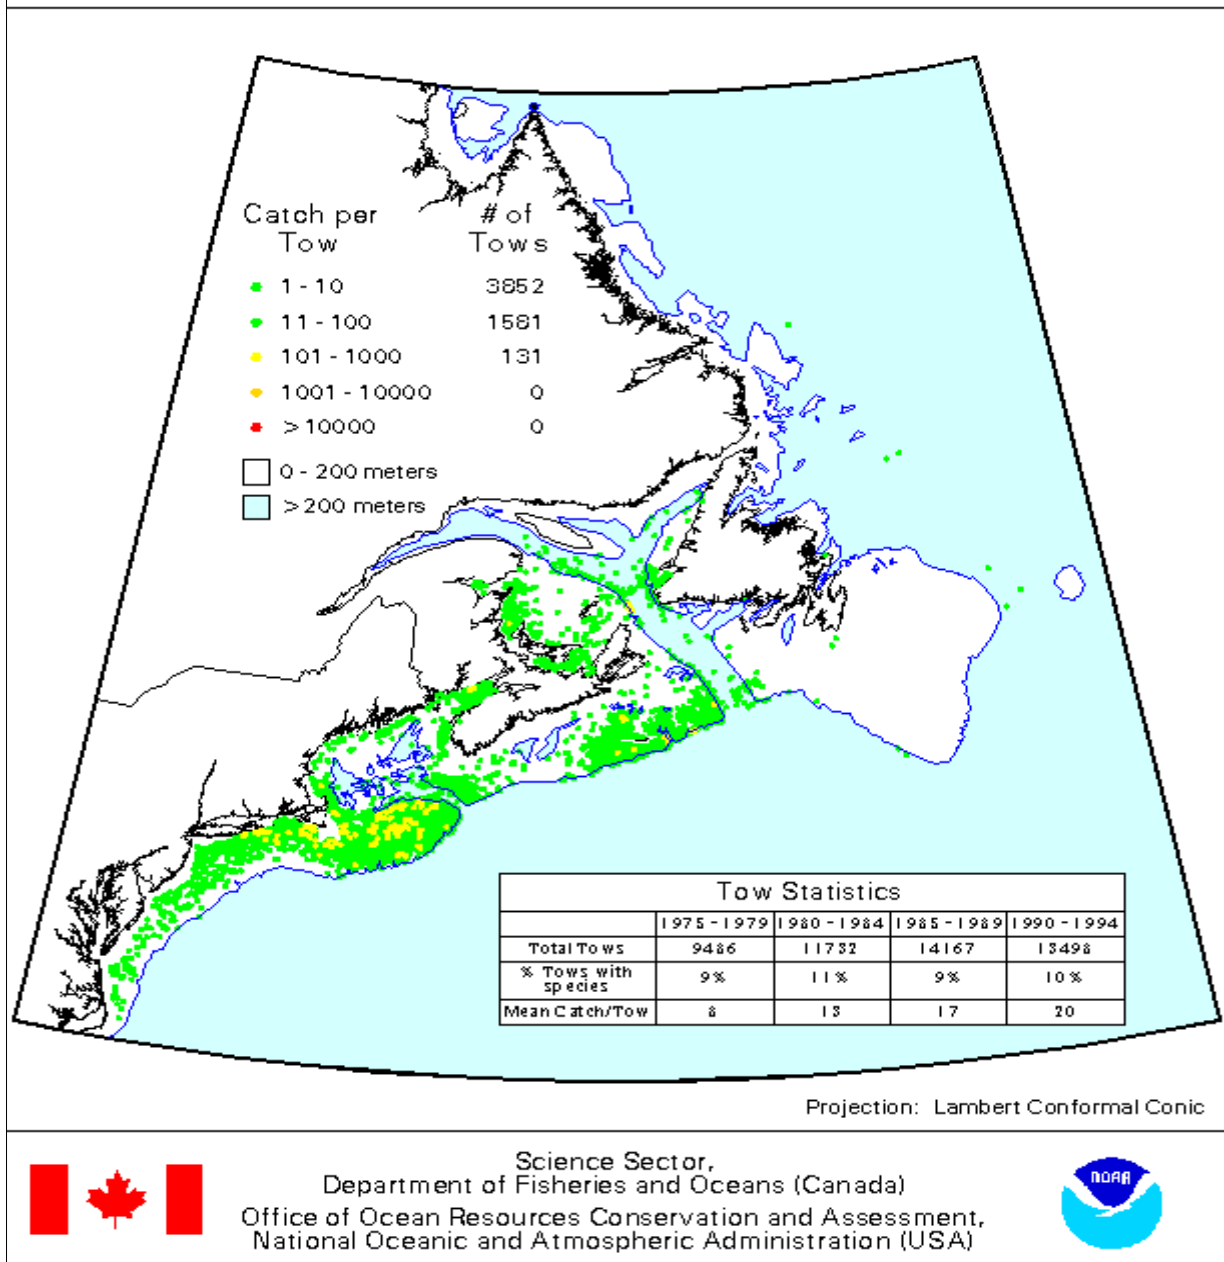 Catch per Tow # of Tows
1 - 10 3852
11 - 100 1581
101 - 1000 131
1001 - 10000 0
> 10000 0
0 - 200 meters
> 200 meters
Tow Statistics
1975 - 1979 1980 - 1984 1985 - 1989 1990 - 1994
Total Tows 9486 11732 14167 13498
% Tows with species 9% 11% 9% 10%
Mean Catch/Tow 8 13 17 20
Projection: Lambert Conformal Conic
Science Sector,
Department of Fisheries and Oceans (Canada)
Office of Ocean Resources Conservation and Assessment,
National Oceanic and Atmospheric Administration (USA)
NOAA